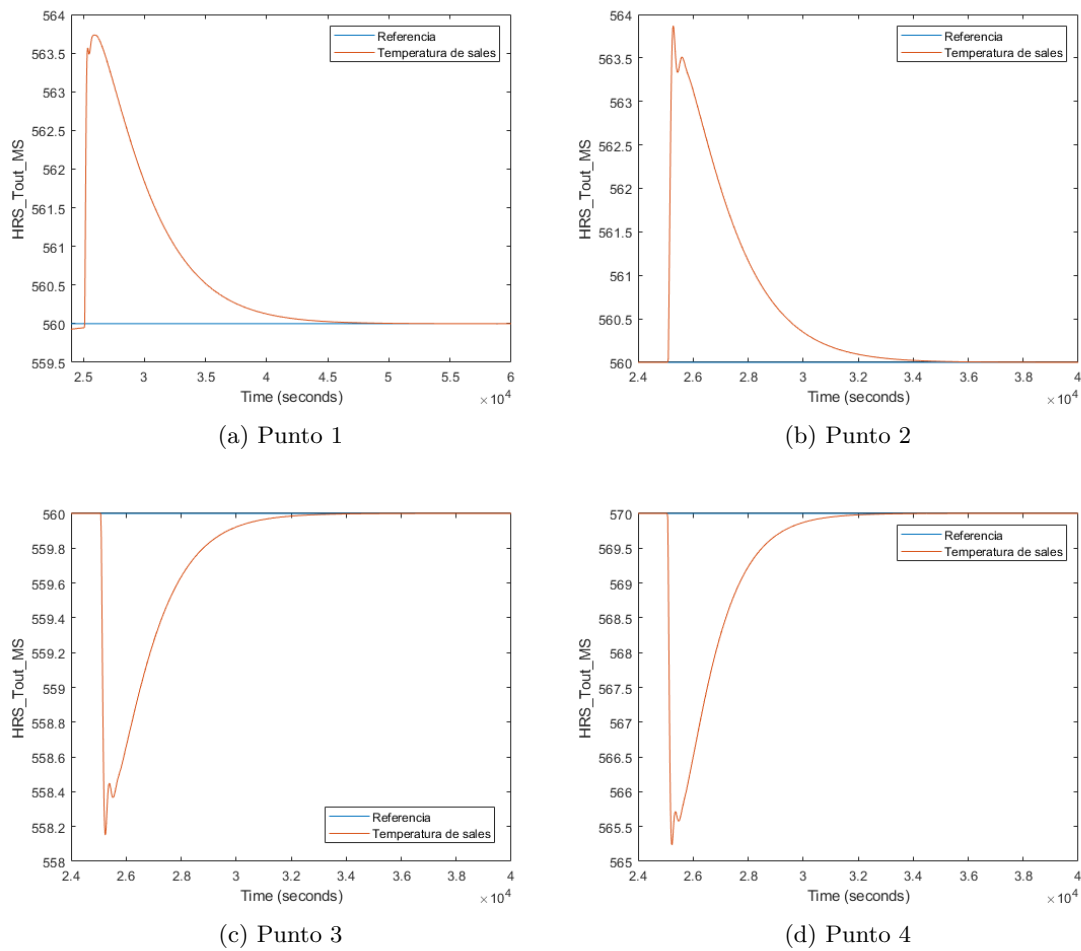 564
563.5
563
562.5
562
561.5
561
560.5
560
559.5
HRS_Tout_MS
Referencia
Temperatura de sales
2.5 3 3.5 4 4.5 5 5.5 6
Time (seconds)
×10⁴
(a) Punto 1
564
563.5
563
562.5
562
561.5
561
560.5
560
HRS_Tout_MS
Referencia
Temperatura de sales
2.4 2.6 2.8 3 3.2 3.4 3.6 3.8 4
Time (seconds)
×10⁴
(b) Punto 2
560
559.8
559.6
559.4
559.2
559
558.8
558.6
558.4
558.2
558
HRS_Tout_MS
Referencia
Temperatura de sales
2.4 2.6 2.8 3 3.2 3.4 3.6 3.8 4
Time (seconds)
×10⁴
(c) Punto 3
570
569.5
569
568.5
568
567.5
567
566.5
566
565.5
565
HRS_Tout_MS
Referencia
Temperatura de sales
2.4 2.6 2.8 3 3.2 3.4 3.6 3.8 4
Time (seconds)
×10⁴
(d) Punto 4